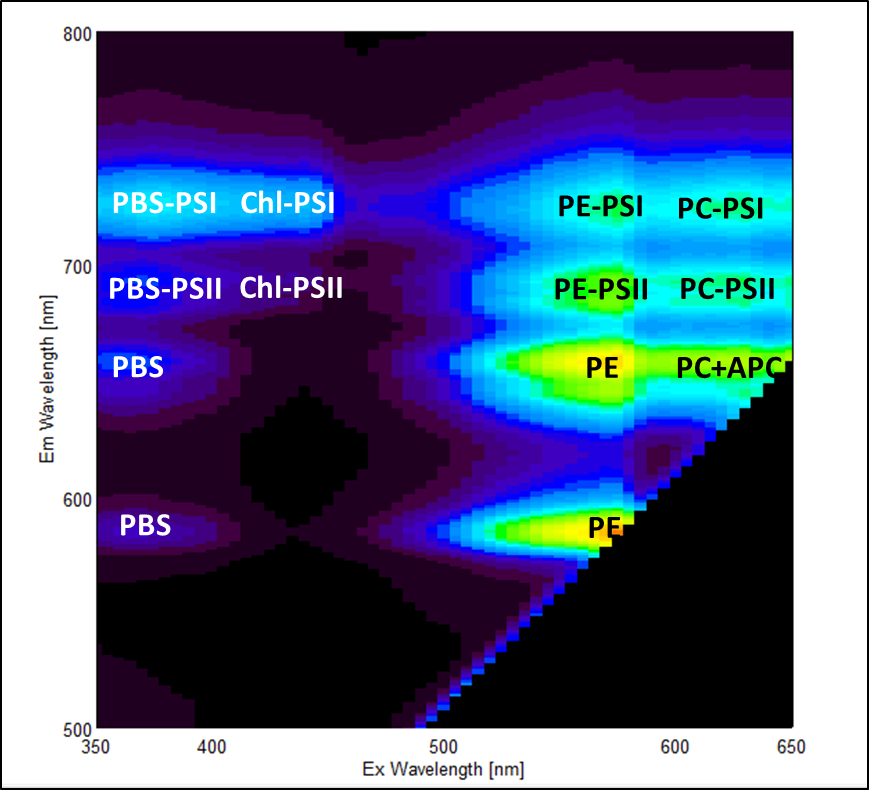 800
PBS-PSI Chl-PSI PE-PSI PC-PSI
700
PBS-PSII Chl-PSII PE-PSII PC-PSII
PBS PE PC+APC
600
PBS PE
500
Em Wavelength [nm]
350 400 500 600 650
Ex Wavelength [nm]